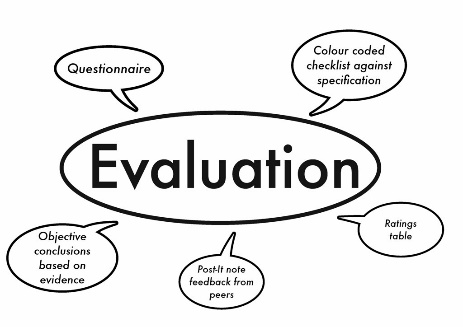 Questionnaire
Colour coded
checklist against
specification
Evaluation
Objective
conclusions
based on
evidence
Post-It note
feedback from
peers
Ratings
table